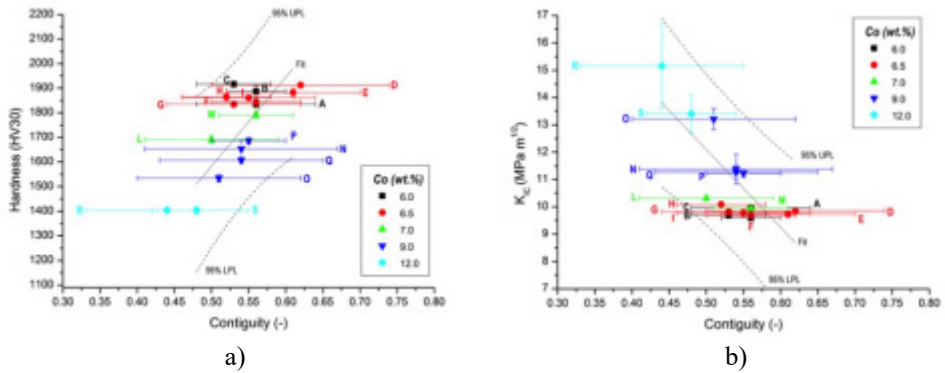 2200
2100
2000
1900
1800
1700
1600
1500
1400
1300
1200
1100
Hardness (HV30)
0.30 0.35 0.40 0.45 0.50 0.55 0.60 0.65 0.70 0.75 0.80
Contiguity (-)
95% UPL
Fit
95% LPL
C
B
D
E
G
A
M
L
P
N
Q
O
R
S
Co (wt.%)
6.0
6.5
7.0
9.0
12.0
a)
17
16
15
14
13
12
11
10
9
8
7
K_IC (MPa m^1/2)
0.30 0.35 0.40 0.45 0.50 0.55 0.60 0.65 0.70 0.75 0.80
Contiguity (-)
95% UPL
Fit
95% LPL
R
S
O
N
Q
P
L
M
H
G
C
A
I
D
E
F
Co (wt.%)
6.0
6.5
7.0
9.0
12.0
b)